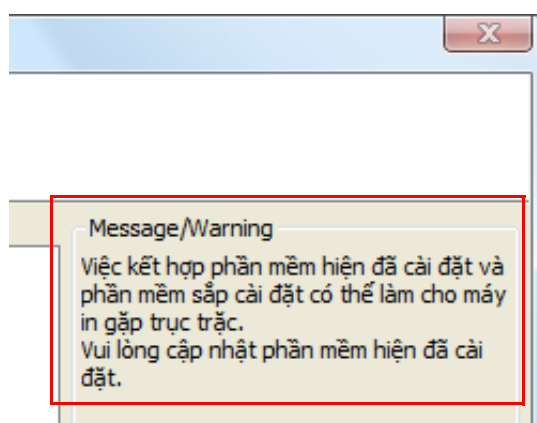 Message/Warning
Việc kết hợp phần mềm hiện đã cài đặt và
phần mềm sắp cài đặt có thể làm cho máy
in gặp trục trặc.
Vui lòng cập nhật phần mềm hiện đã cài
đặt.